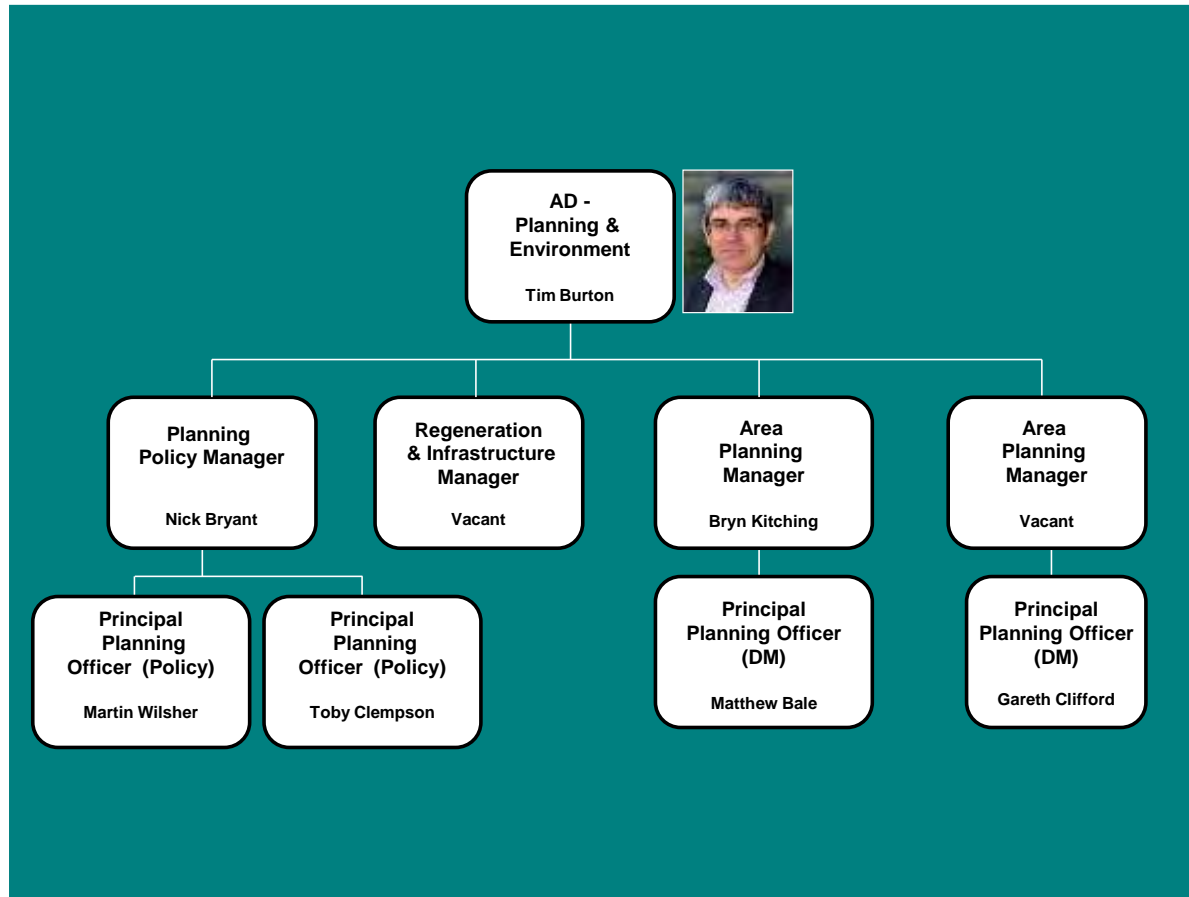 AD -
Planning &
Environment
Tim Burton
Planning
Policy Manager
Nick Bryant
Regeneration
& Infrastructure
Manager
Vacant
Area
Planning
Manager
Bryn Kitching
Area
Planning
Manager
Vacant
Principal
Planning
Officer (Policy)
Martin Wilsher
Principal
Planning
Officer (Policy)
Toby Clempson
Principal
Planning Officer
(DM)
Matthew Bale
Principal
Planning Officer
(DM)
Gareth Clifford